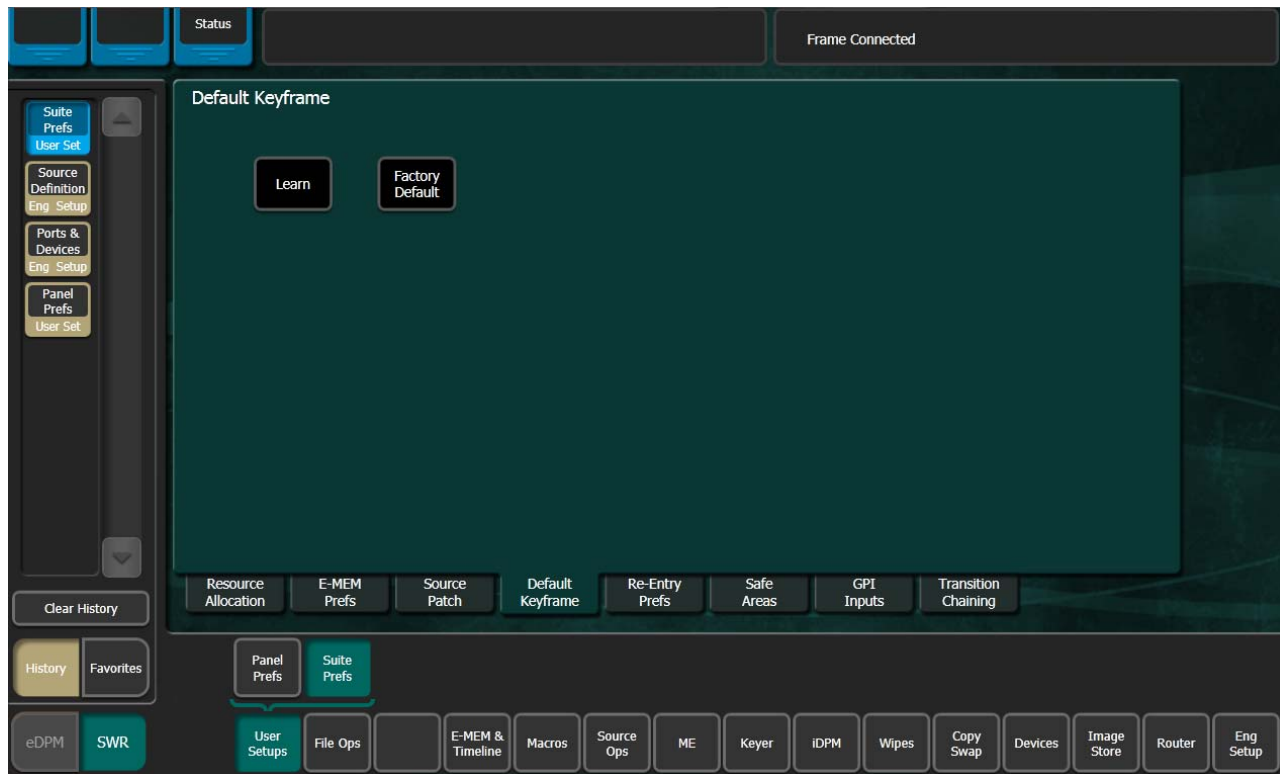 Status
Frame Connected
Suite
Prefs
User Set
Source
Definition
Eng Setup
Ports &
Devices
Eng Setup
Panel
Prefs
User Set
Clear History
History
Favorites
eDPM
SWR
Default Keyframe
Learn
Factory
Default
Resource
Allocation
E-MEM
Prefs
Source
Patch
Default
Keyframe
Re-Entry
Prefs
Safe
Areas
GPI
Inputs
Transition
Chaining
Panel
Prefs
Suite
Prefs
User
Setups
File Ops
E-MEM &
Timeline
Macros
Source
Ops
ME
Keyer
iDPM
Wipes
Copy
Swap
Devices
Image
Store
Router
Eng
Setup